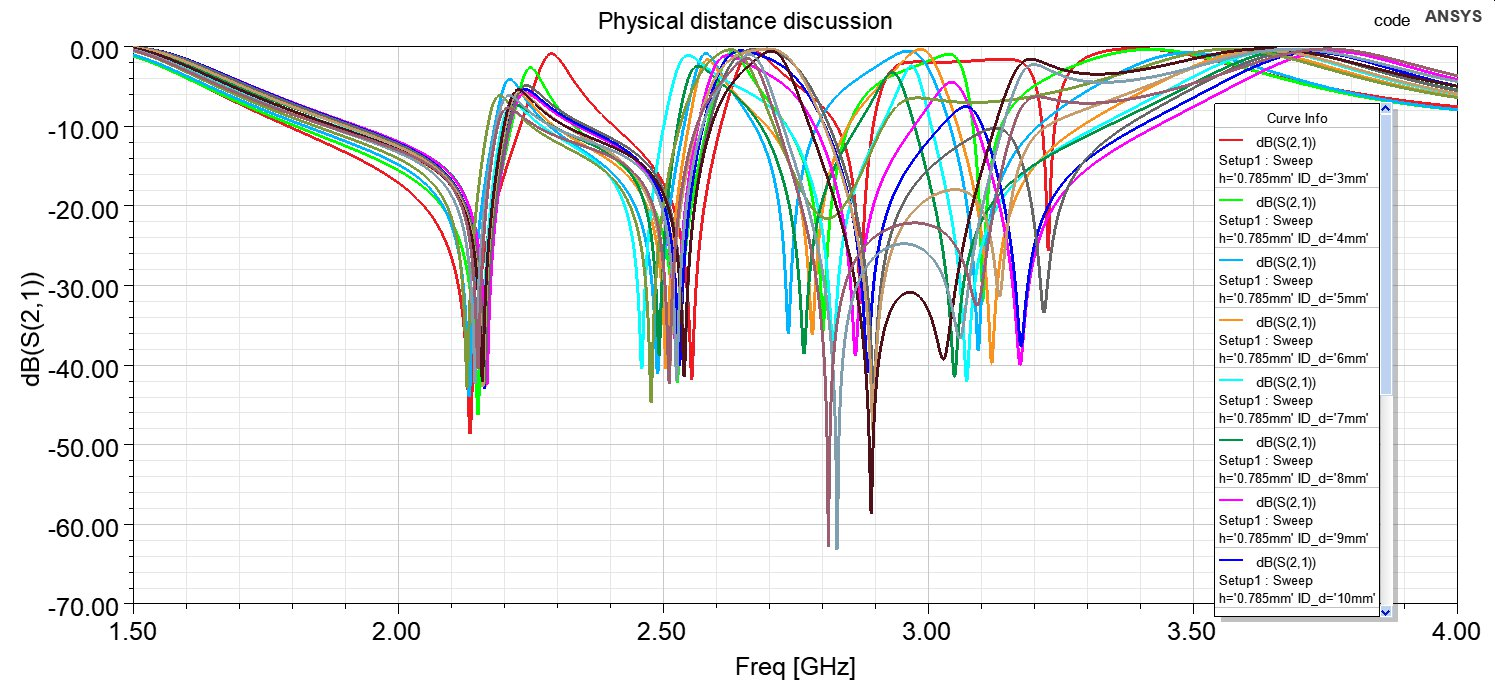 Physical distance discussion
code ANSYS
0.00
-10.00
-20.00
-30.00
-40.00
-50.00
-60.00
-70.00
dB(S(2,1))
1.50 2.00 2.50 3.00 3.50 4.00
Freq [GHz]
Curve Info
dB(S(2,1))
Setup1 : Sweep
h='0.785mm' ID_d='3mm'
dB(S(2,1))
Setup1 : Sweep
h='0.785mm' ID_d='4mm'
dB(S(2,1))
Setup1 : Sweep
h='0.785mm' ID_d='5mm'
dB(S(2,1))
Setup1 : Sweep
h='0.785mm' ID_d='6mm'
dB(S(2,1))
Setup1 : Sweep
h='0.785mm' ID_d='7mm'
dB(S(2,1))
Setup1 : Sweep
h='0.785mm' ID_d='8mm'
dB(S(2,1))
Setup1 : Sweep
h='0.785mm' ID_d='9mm'
dB(S(2,1))
Setup1 : Sweep
h='0.785mm' ID_d='10mm'